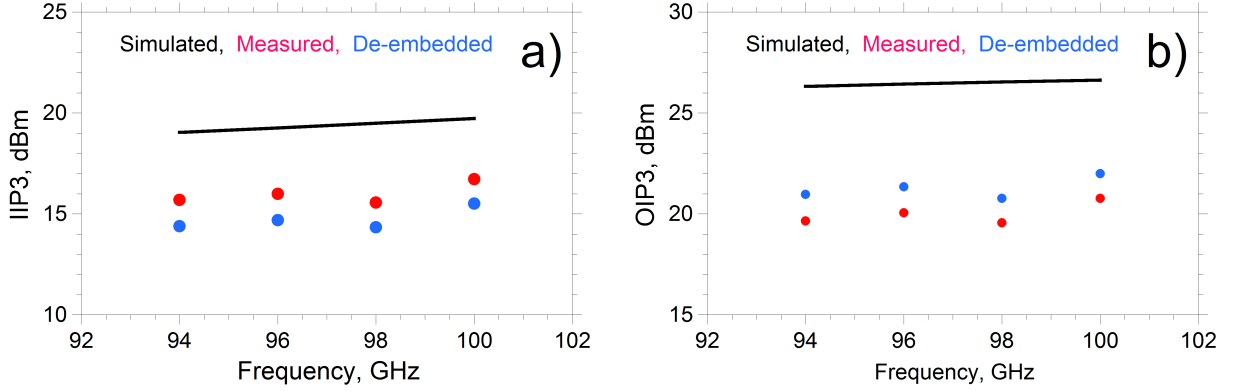 25
20
15
10
IIP3, dBm
Simulated, Measured, De-embedded
a)
92 94 96 98 100 102
Frequency, GHz
30
25
20
15
OIP3, dBm
Simulated, Measured, De-embedded
b)
92 94 96 98 100 102
Frequency, GHz